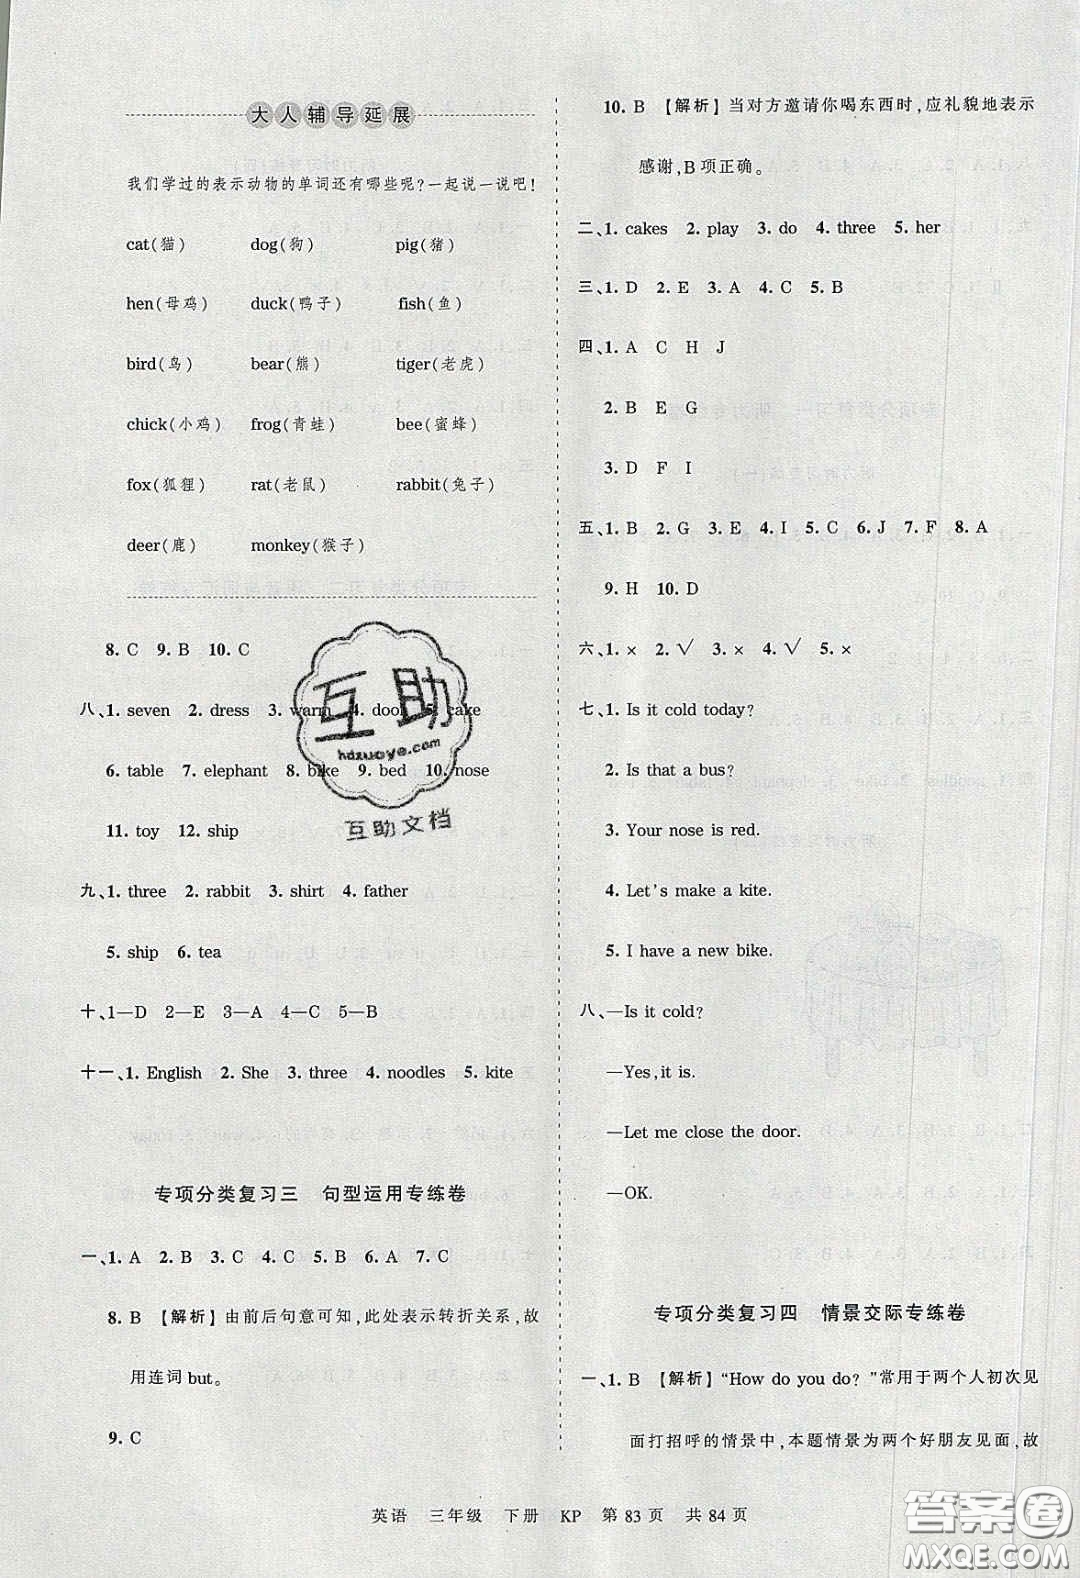 大人辅导延展
我们学过的表示动物的单词还有哪些呢?一起说一说吧!
cat(猫) dog(狗) pig(猪)
hen(母鸡) duck(鸭子) fish(鱼)
bird(鸟) bear(熊) tiger(老虎)
chick(小鸡) frog(青蛙) bee(蜜蜂)
fox(狐狸) rat(老鼠) rabbit(兔子)
deer(鹿) monkey(猴子)
8. C 9. B 10. C
八、1. seven 2. dress 3. warm 4. door 5. cake
6. table 7. elephant 8. bike 9. bed 10. nose
11. toy 12. ship
九、1. three 2. rabbit 3. shirt 4. father
5. ship 6. tea
十、1—D 2—E 3—A 4—C 5—B
十一、1. English 2. She 3. three 4. noodles 5. kite
专项分类复习三 句型运用专练卷
一、1. A 2. B 3. C 4. C 5. B 6. A 7. C
8. B 【解析】由前后句意可知,此处表示转折关系,故
用连词 but。
9. C
10. B 【解析】当对方邀请你喝东西时,应礼貌地表示
感谢,B项正确。
二、1. cakes 2. play 3. do 4. three 5. her
三、1. D 2. E 3. A 4. C 5. B
四、1. A C H J
2. B E G
3. D F I
五、1. B 2. G 3. E 4. I 5. C 6. J 7. F 8. A
9. H 10. D
六、1. × 2. √ 3. × 4. √ 5. ×
七、1. Is it cold today?
2. Is that a bus?
3. Your nose is red.
4. Let's make a kite.
5. I have a new bike.
八、—Is it cold?
—Yes,it is.
—Let me close the door.
—OK.
专项分类复习四 情景交际专练卷
一、1. B 【解析】“How do you do?”常用于两个人初次见
面打招呼的情景中,本题情景为两个好朋友见面,故
英语 三年级 下册 KP 第83页 共84页
互助
hdzuoye.com
互助文档
答案圈
MXQE.COM